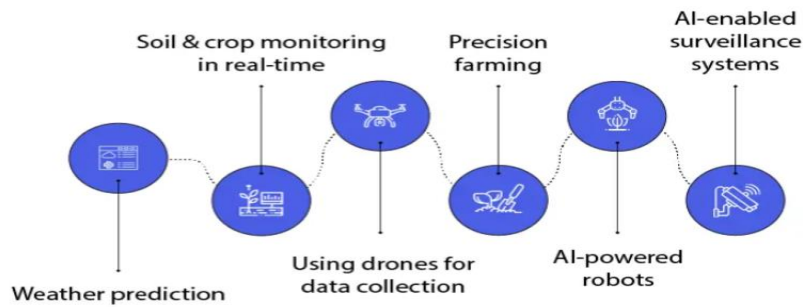 Weather prediction
Soil & crop monitoring
in real-time
Using drones for
data collection
Precision
farming
AI-powered
robots
AI-enabled
surveillance
systems